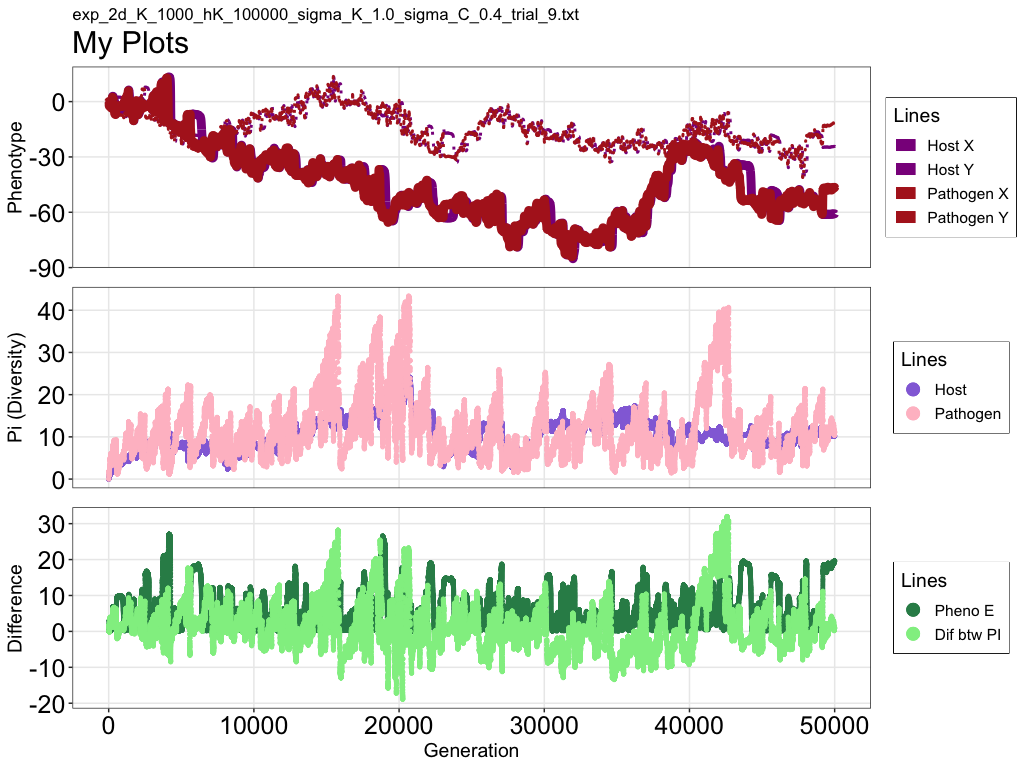 exp_2d_K_1000_hK_100000_sigma_K_1.0_sigma_C_0.4_trial_9.txt
My Plots
Phenotype
0
-30
-60
-90
Lines
Host X
Host Y
Pathogen X
Pathogen Y
Pi (Diversity)
40
30
20
10
0
Lines
Host
Pathogen
Difference
30
20
10
0
-10
-20
Lines
Pheno E
Dif btw PI
0 10000 20000 30000 40000 50000
Generation